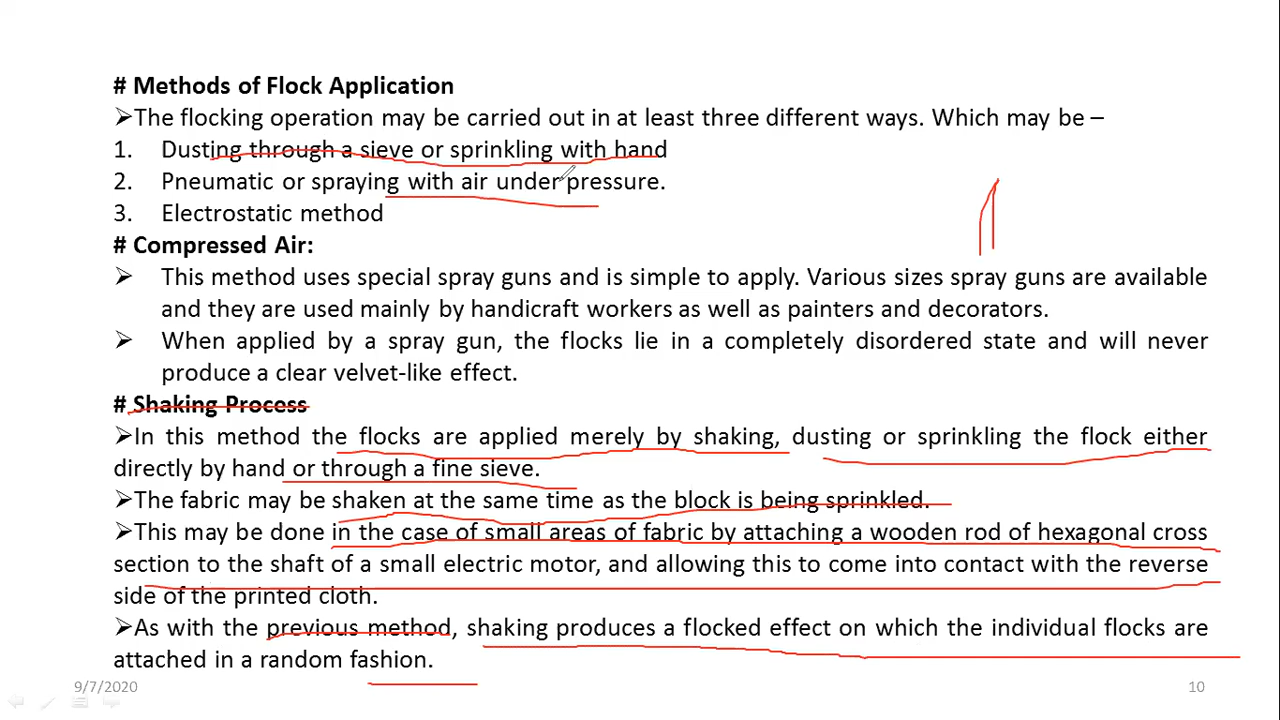 # Methods of Flock Application
➢The flocking operation may be carried out in at least three different ways. Which may be –
1. Dusting through a sieve or sprinkling with hand
2. Pneumatic or spraying with air under pressure.
3. Electrostatic method
# Compressed Air:
➢ This method uses special spray guns and is simple to apply. Various sizes spray guns are available
and they are used mainly by handicraft workers as well as painters and decorators.
➢ When applied by a spray gun, the flocks lie in a completely disordered state and will never
produce a clear velvet-like effect.
# Shaking Process
➢In this method the flocks are applied merely by shaking, dusting or sprinkling the flock either
directly by hand or through a fine sieve.
➢The fabric may be shaken at the same time as the block is being sprinkled.
➢This may be done in the case of small areas of fabric by attaching a wooden rod of hexagonal cross
section to the shaft of a small electric motor, and allowing this to come into contact with the reverse
side of the printed cloth.
➢As with the previous method, shaking produces a flocked effect on which the individual flocks are
attached in a random fashion.
9/7/2020
10